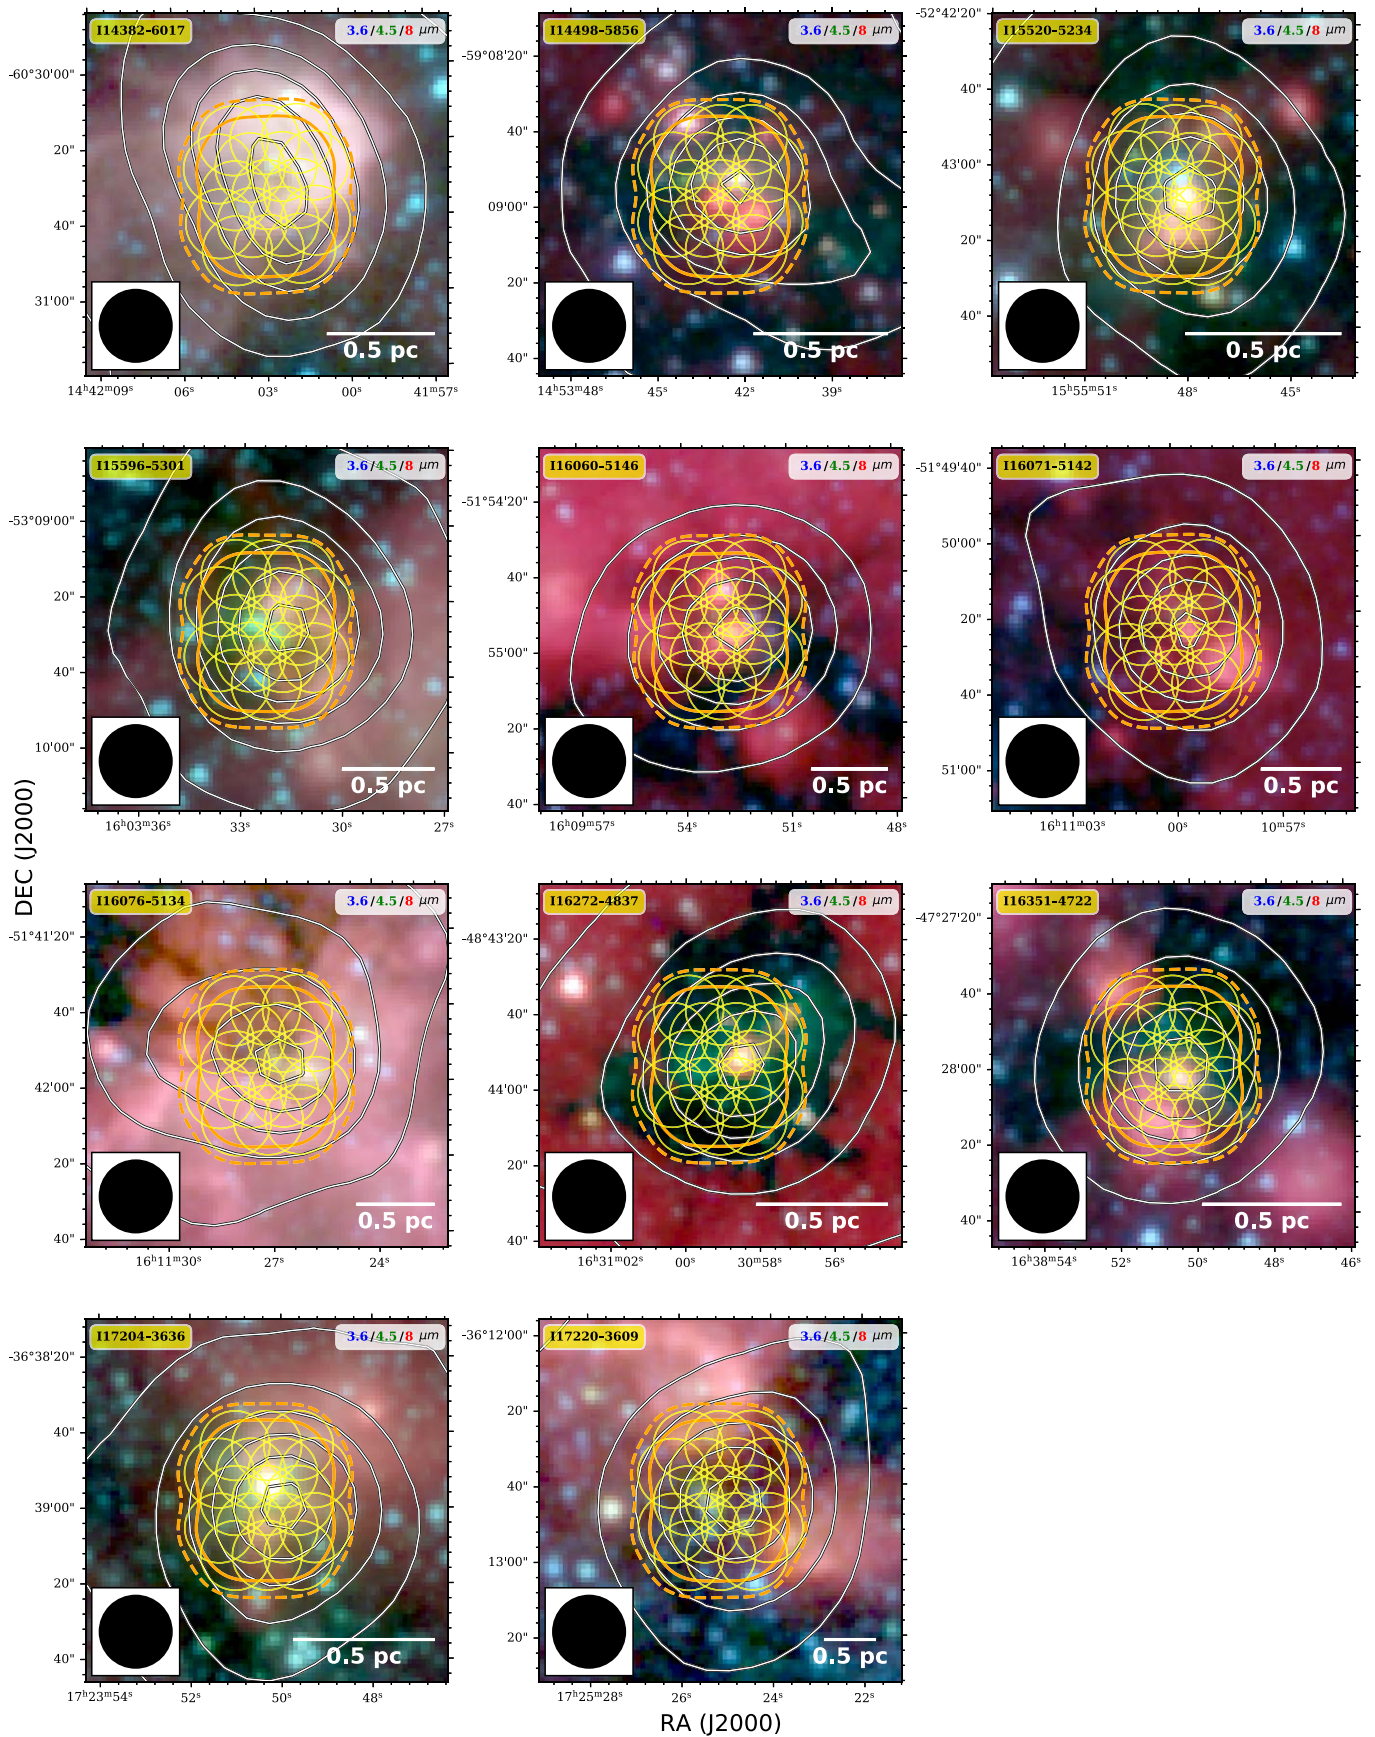 I14382–6017
3.6/4.5/8 μm
-60°30'00"
20"
40"
31'00"
0.5 pc
14ʰ42ᵐ09ˢ 06ˢ 03ˢ 00ˢ 41ᵐ57ˢ
I14498–5856
3.6/4.5/8 μm
-59°08'20"
40"
09'00"
20"
40"
0.5 pc
14ʰ53ᵐ48ˢ 45ˢ 42ˢ 39ˢ
I15520–5234
3.6/4.5/8 μm
-52°42'20"
40"
43'00"
20"
40"
0.5 pc
15ʰ55ᵐ51ˢ 48ˢ 45ˢ
I15596–5301
3.6/4.5/8 μm
-53°09'00"
20"
40"
10'00"
0.5 pc
16ʰ03ᵐ36ˢ 33ˢ 30ˢ 27ˢ
I16060–5146
3.6/4.5/8 μm
-51°54'20"
40"
55'00"
20"
40"
0.5 pc
16ʰ09ᵐ57ˢ 54ˢ 51ˢ 48ˢ
I16071–5142
3.6/4.5/8 μm
-51°49'40"
50'00"
20"
40"
51'00"
0.5 pc
16ʰ11ᵐ03ˢ 00ˢ 10ᵐ57ˢ
DEC (J2000)
I16076–5134
3.6/4.5/8 μm
-51°41'20"
40"
42'00"
20"
40"
0.5 pc
16ʰ11ᵐ30ˢ 27ˢ 24ˢ
I16272–4837
3.6/4.5/8 μm
-48°43'20"
40"
44'00"
20"
40"
0.5 pc
16ʰ31ᵐ02ˢ 00ˢ 30ᵐ58ˢ 56ˢ
I16351–4722
3.6/4.5/8 μm
-47°27'20"
40"
28'00"
20"
40"
0.5 pc
16ʰ38ᵐ54ˢ 52ˢ 50ˢ 48ˢ 46ˢ
I17204–3636
3.6/4.5/8 μm
-36°38'20"
40"
39'00"
20"
40"
0.5 pc
17ʰ23ᵐ54ˢ 52ˢ 50ˢ 48ˢ
I17220–3609
3.6/4.5/8 μm
-36°12'00"
20"
40"
13'00"
20"
0.5 pc
17ʰ25ᵐ28ˢ 26ˢ 24ˢ 22ˢ
RA (J2000)